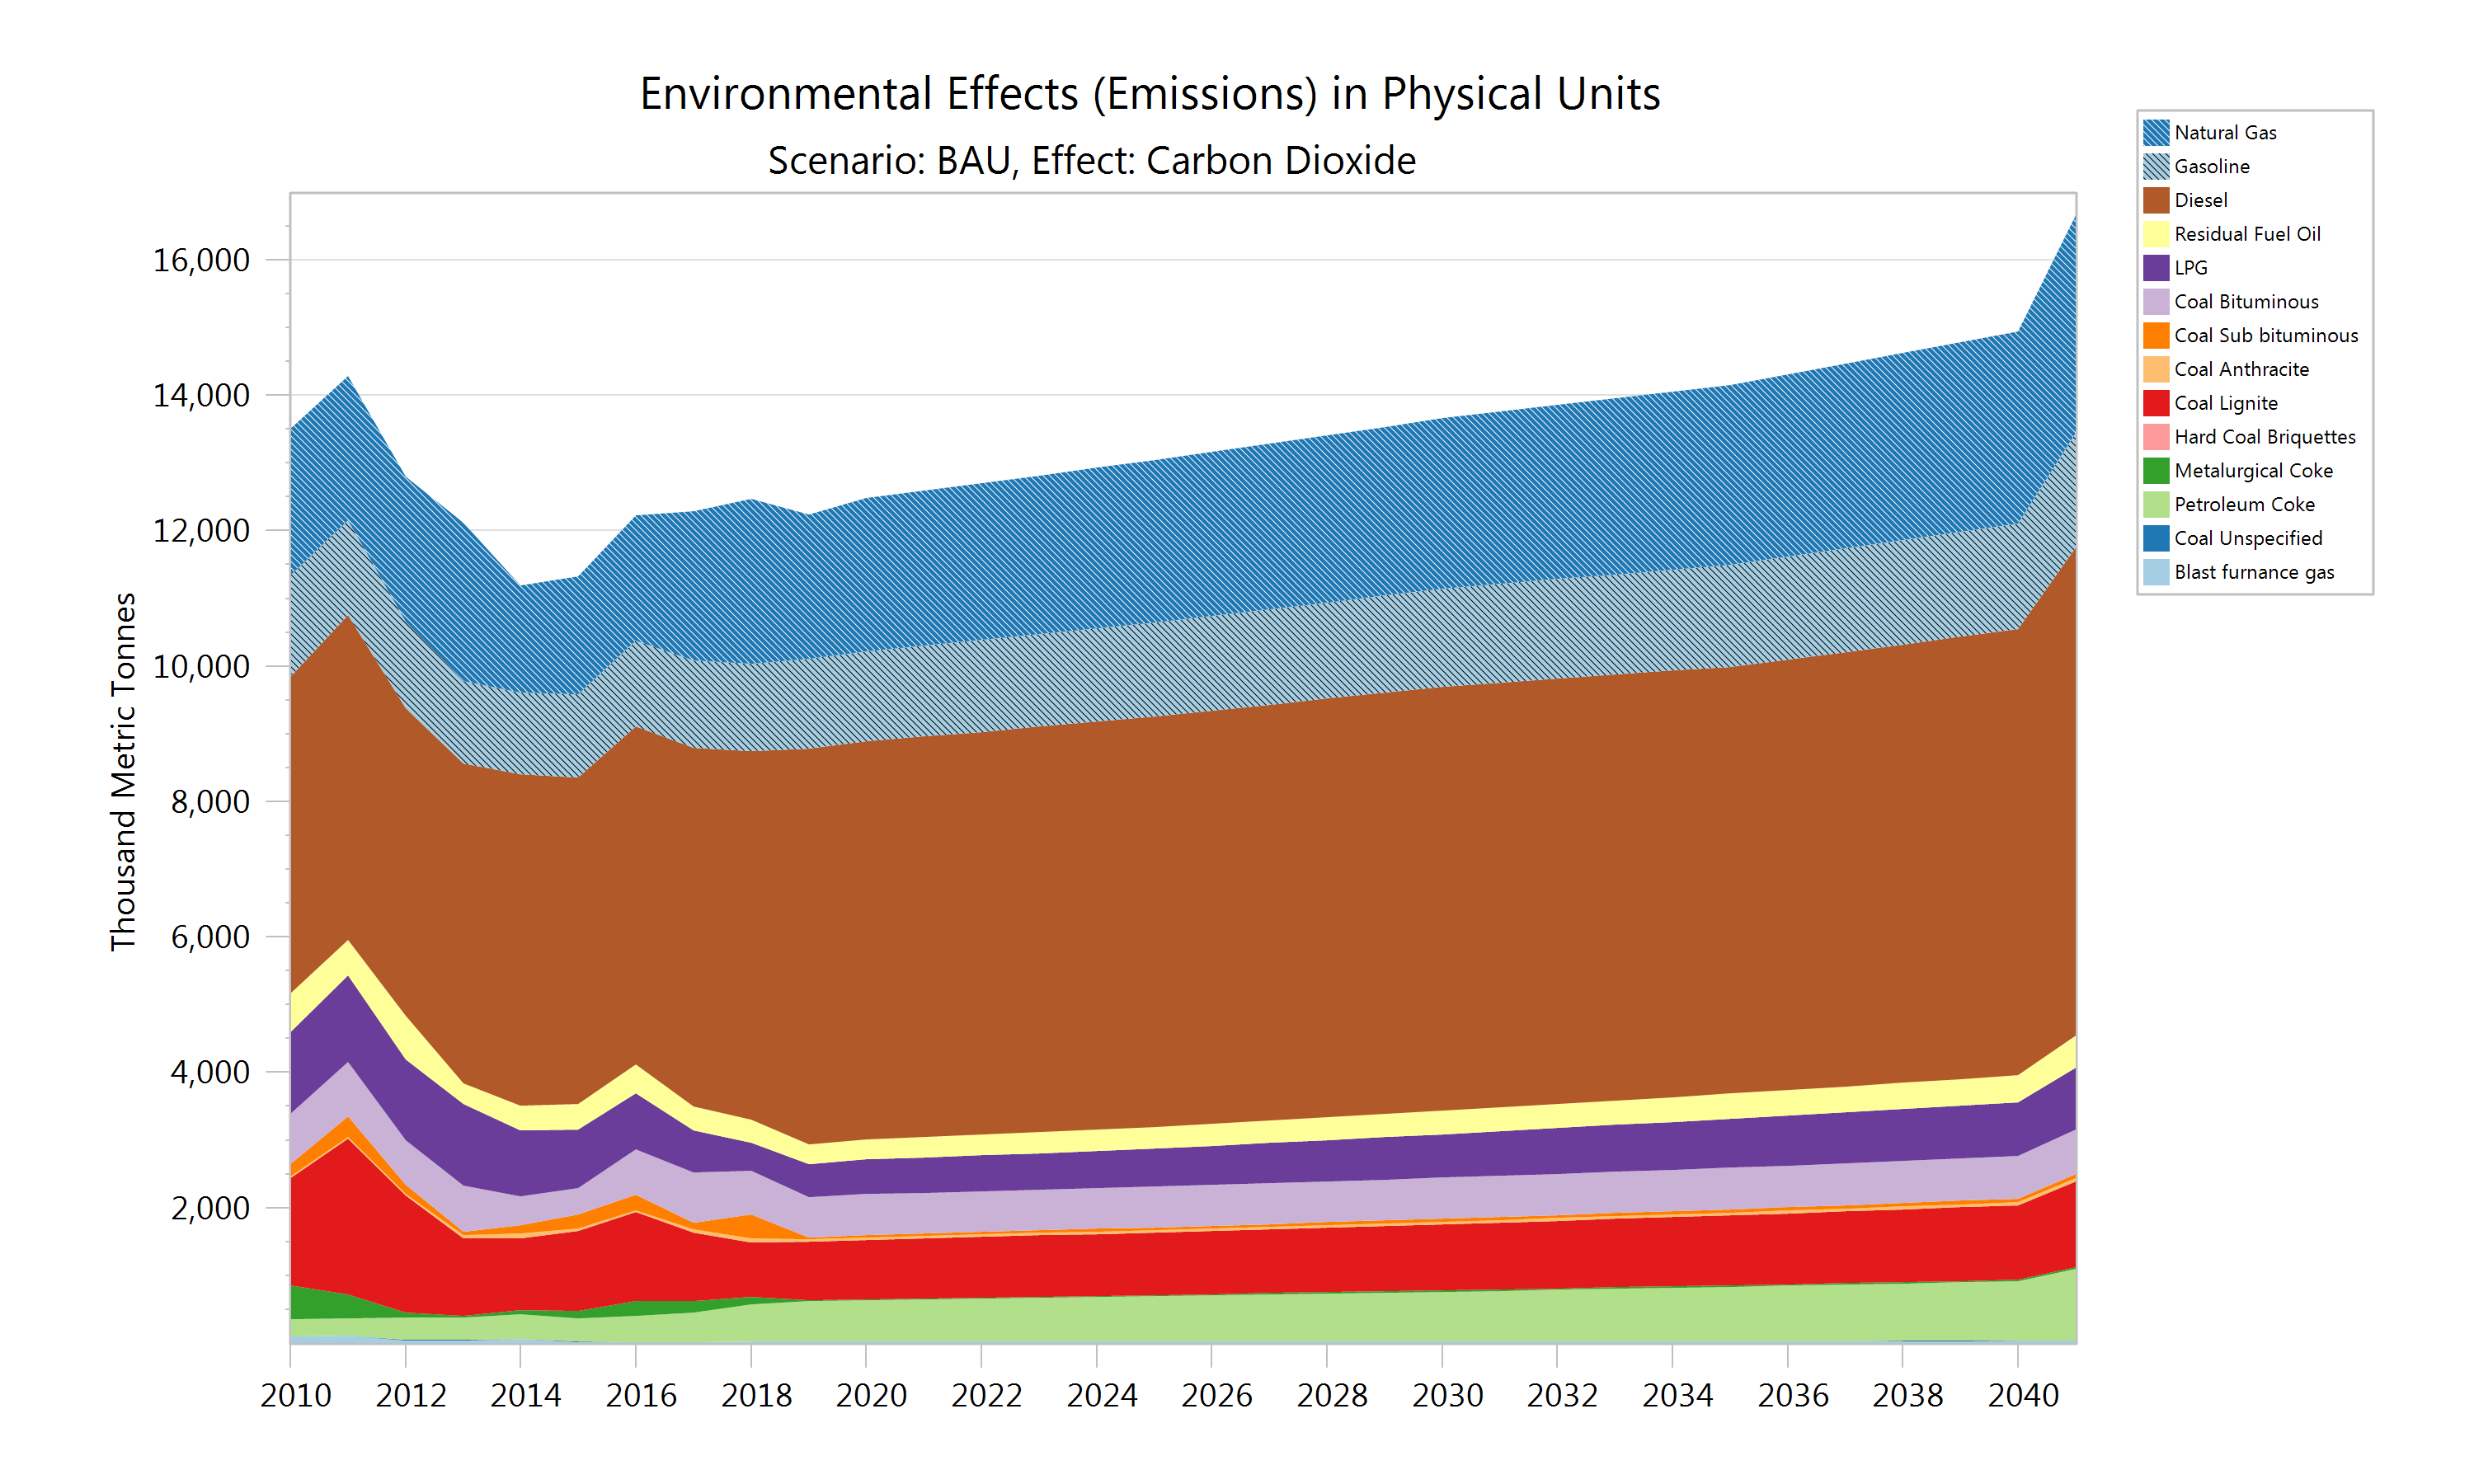 Environmental Effects (Emissions) in Physical Units
Scenario: BAU, Effect: Carbon Dioxide
Thousand Metric Tonnes
16,000
14,000
12,000
10,000
8,000
6,000
4,000
2,000
2010 2012 2014 2016 2018 2020 2022 2024 2026 2028 2030 2032 2034 2036 2038 2040
Natural Gas
Gasoline
Diesel
Residual Fuel Oil
LPG
Coal Bituminous
Coal Sub bituminous
Coal Anthracite
Coal Lignite
Hard Coal Briquettes
Metalurgical Coke
Petroleum Coke
Coal Unspecified
Blast furnance gas